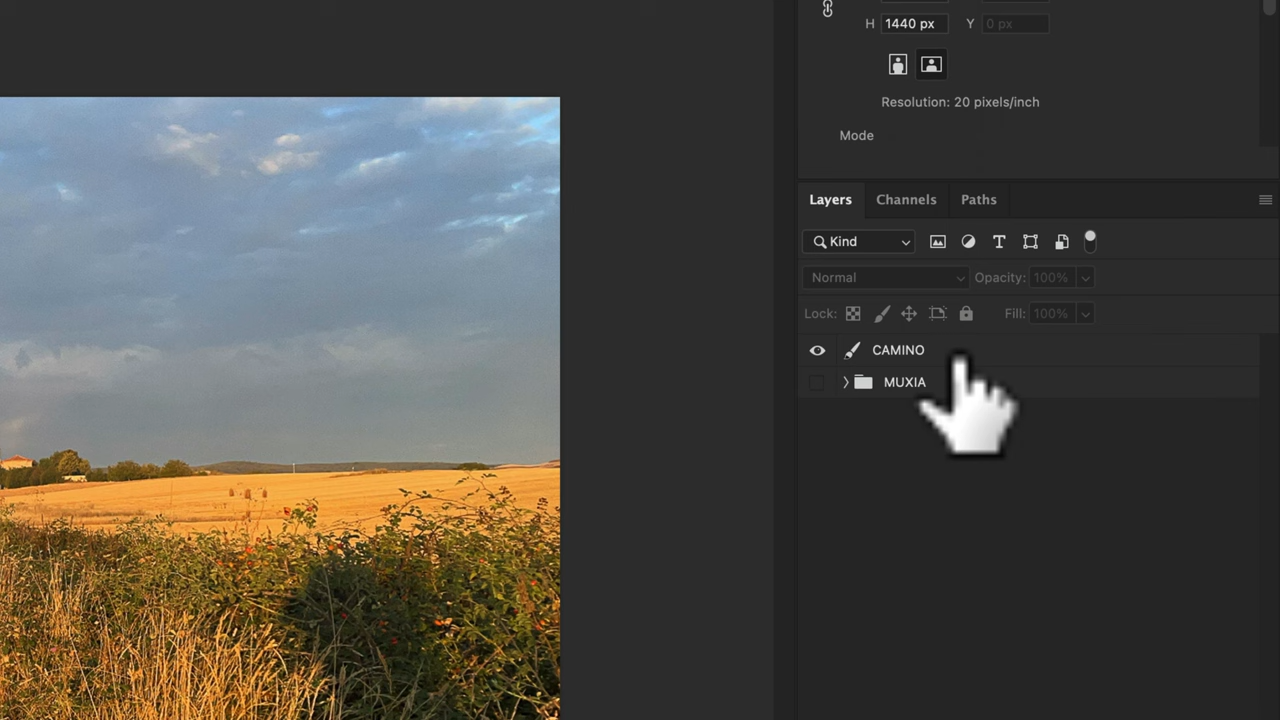 H 1440 px Y 0 px
Resolution: 20 pixels/inch
Mode
Layers Channels Paths
Kind T
Normal Opacity: 100%
Lock: Fill: 100%
CAMINO
MUXIA